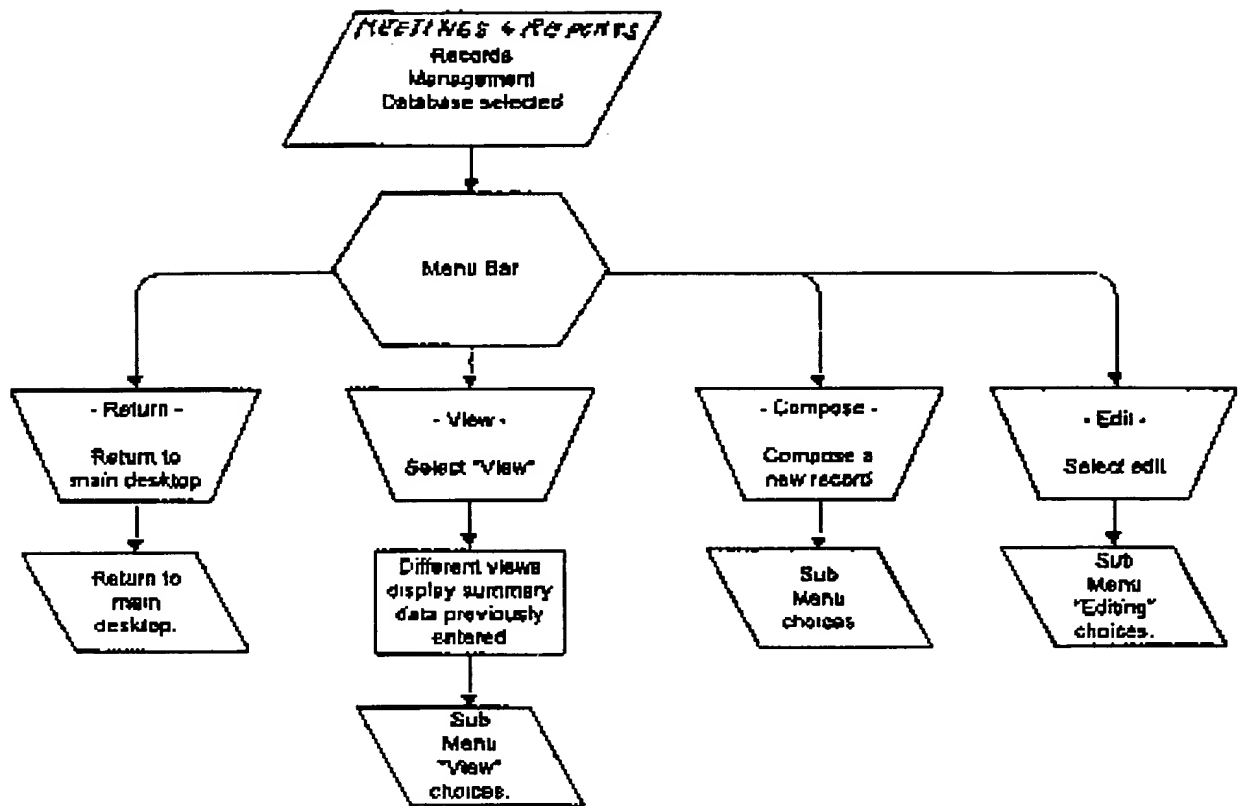 MEETINGS & REPORTS
Records
Management
Database selected
Menu Bar
- Return -
Return to
main desktop
- View -
Select "View"
- Compose -
Compose a
new record
- Edit -
Select edit
Return to
main
desktop.
Different views
display summary
data previously
entered
Sub
Menu
choices
Sub
Menu
"Editing"
choices.
Sub
Menu
"View"
choices.